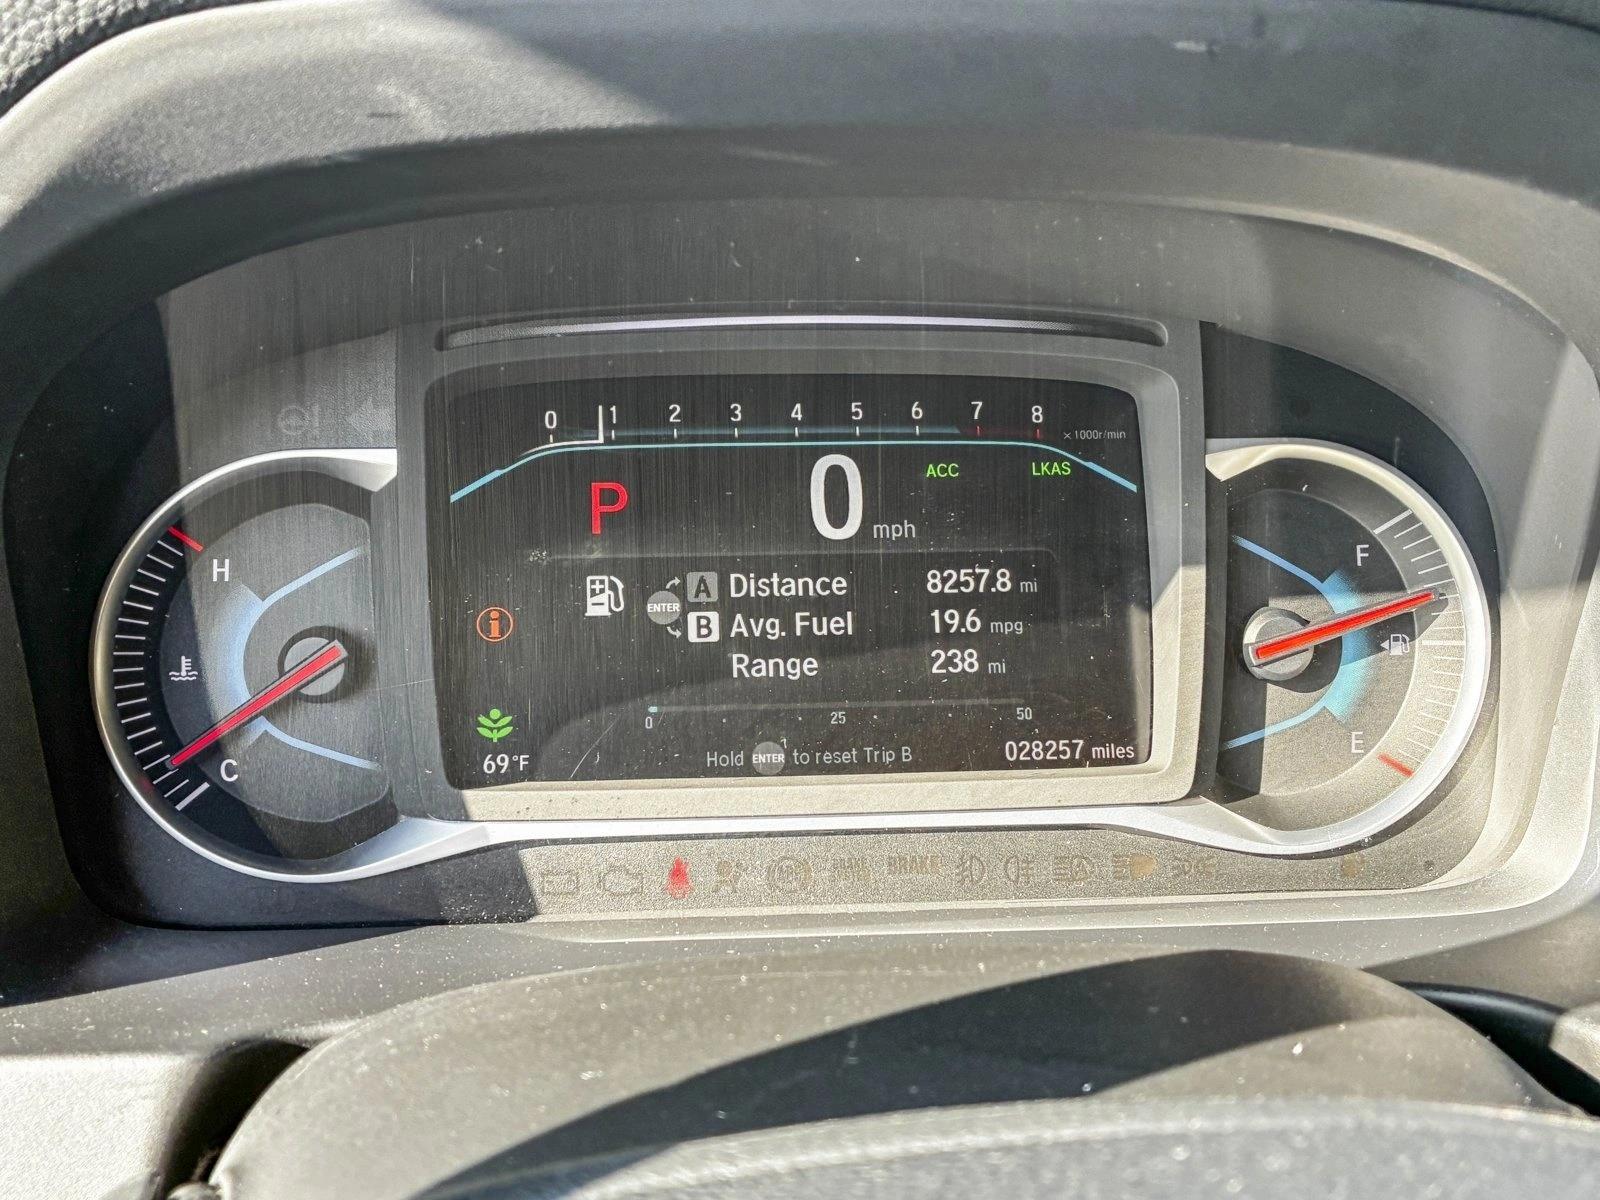 0 1 2 3 4 5 6 7 8
×1000r/min
ACC LKAS
P 0 mph
H
F
A Distance 8257.8 mi
ENTER
B Avg. Fuel 19.6 mpg
Range 238 mi
i
0 25 50
C
E
69°F
Hold ENTER to reset Trip B
028257 miles
BRAKE